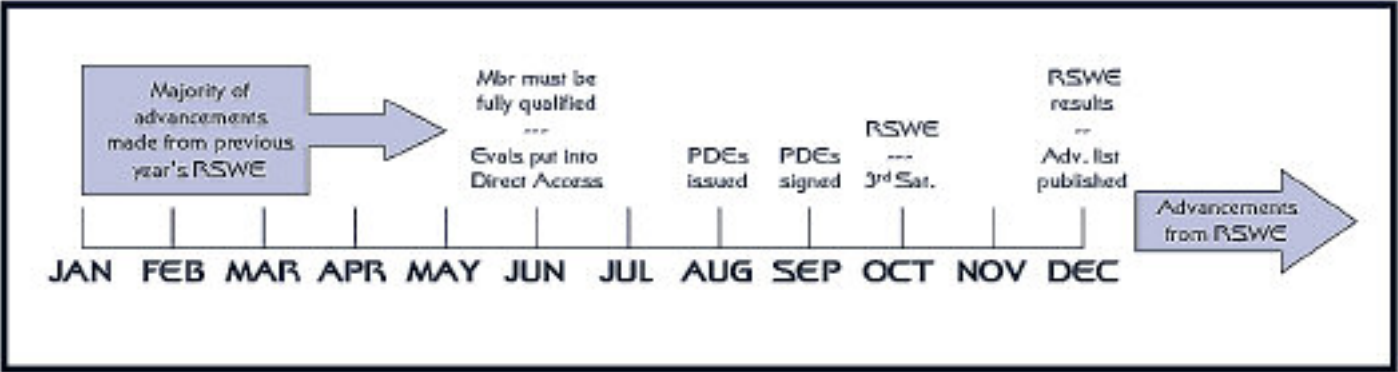 Majority of
advancements
made from previous
year's RSWE
Mbr must be
fully qualified
---
Evals put into
Direct Access
PDEs
issued
PDEs
signed
RSWE
---
3rd Sat.
RSWE
results
--
Adv. list
published
Advancements
from RSWE
JAN FEB MAR APR MAY JUN JUL AUG SEP OCT NOV DEC